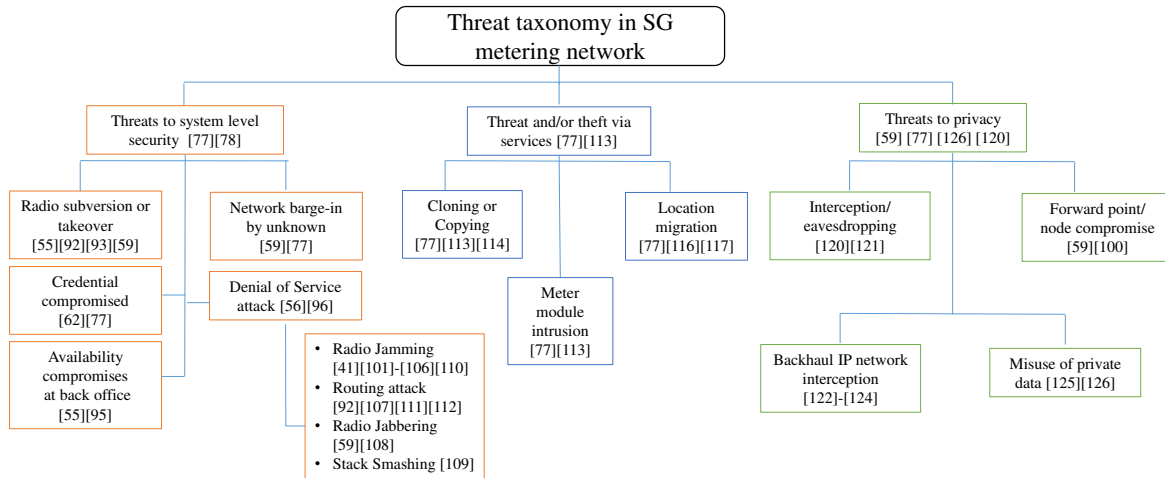 Threat taxonomy in SG
metering network
Threats to system level
security [77][78]
Threat and/or theft via
services [77][113]
Threats to privacy
[59] [77] [126] [120]
Radio subversion or
takeover
[55][92][93][59]
Network barge-in
by unknown
[59][77]
Cloning or
Copying
[77][113][114]
Location
migration
[77][116][117]
Interception/
eavesdropping
[120][121]
Forward point/
node compromise
[59][100]
Credential
compromised
[62][77]
Denial of Service
attack [56][96]
Meter
module
intrusion
[77][113]
Availability
compromises
at back office
[55][95]
• Radio Jamming
[41][101]-[106][110]
• Routing attack
[92][107][111][112]
• Radio Jabbering
[59][108]
• Stack Smashing [109]
Backhaul IP network
interception
[122]-[124]
Misuse of private
data [125][126]